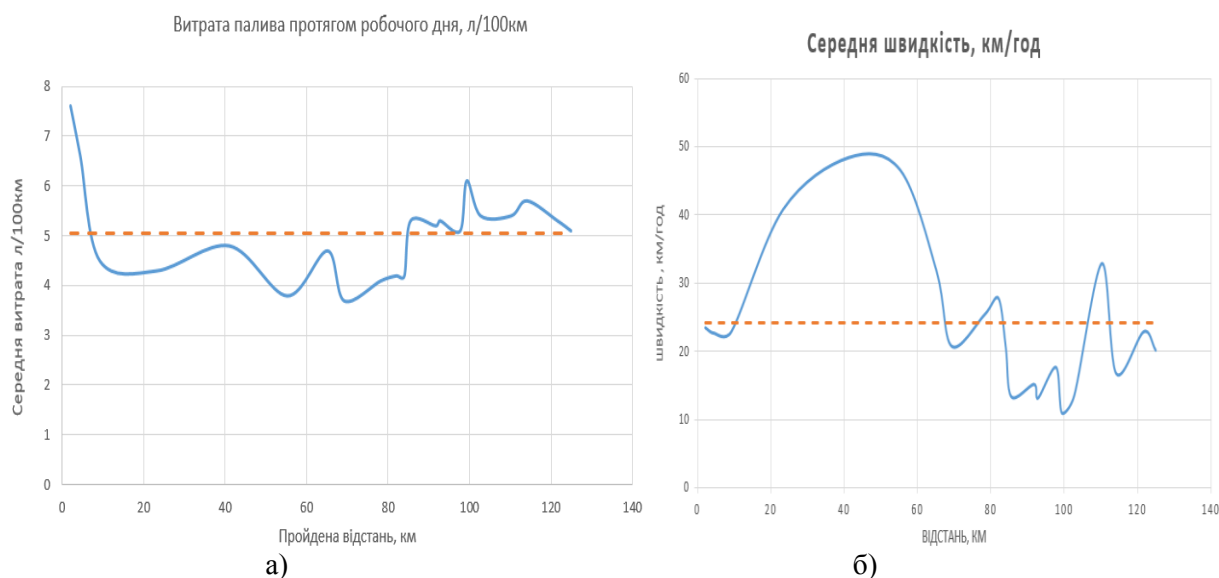 Витрата палива протягом робочого дня, л/100км
Середня витрата л/100км
8
7
6
5
4
3
2
1
0
0 20 40 60 80 100 120 140
Пройдена відстань, км
а)
Середня швидкість, км/год
швидкість , км/год
60
50
40
30
20
10
0
0 20 40 60 80 100 120 140
ВІДСТАНЬ, КМ
б)